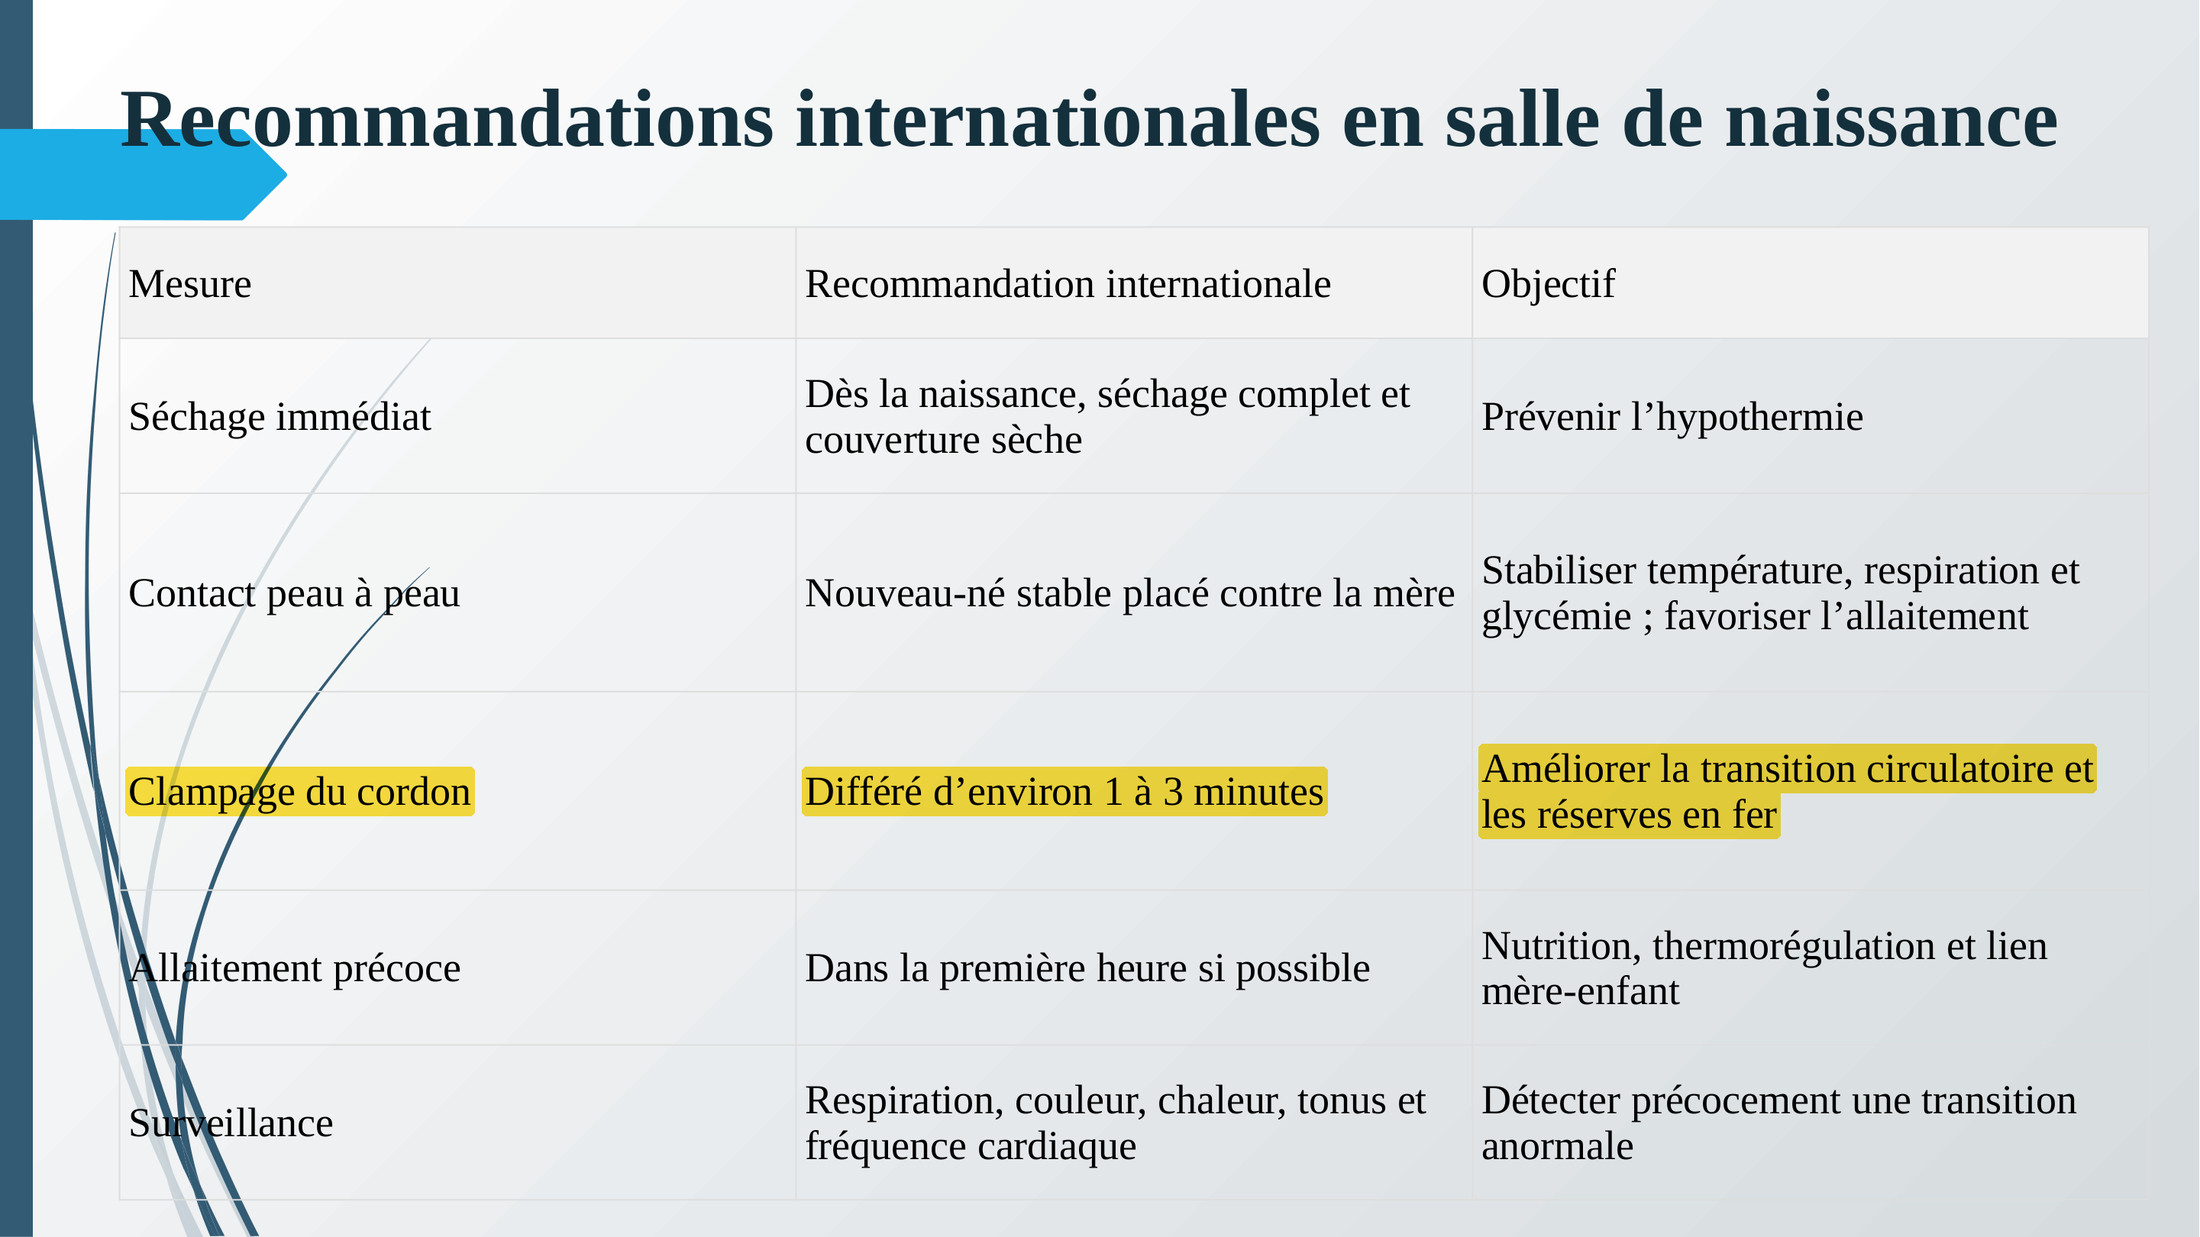 Recommandations internationales en salle de naissance
Mesure
Recommandation internationale
Objectif
Séchage immédiat
Dès la naissance, séchage complet et
couverture sèche
Prévenir l’hypothermie
Contact peau à peau
Nouveau-né stable placé contre la mère
Stabiliser température, respiration et
glycémie ; favoriser l’allaitement
Clampage du cordon
Différé d’environ 1 à 3 minutes
Améliorer la transition circulatoire et
les réserves en fer
Allaitement précoce
Dans la première heure si possible
Nutrition, thermorégulation et lien
mère-enfant
Surveillance
Respiration, couleur, chaleur, tonus et
fréquence cardiaque
Détecter précocement une transition
anormale